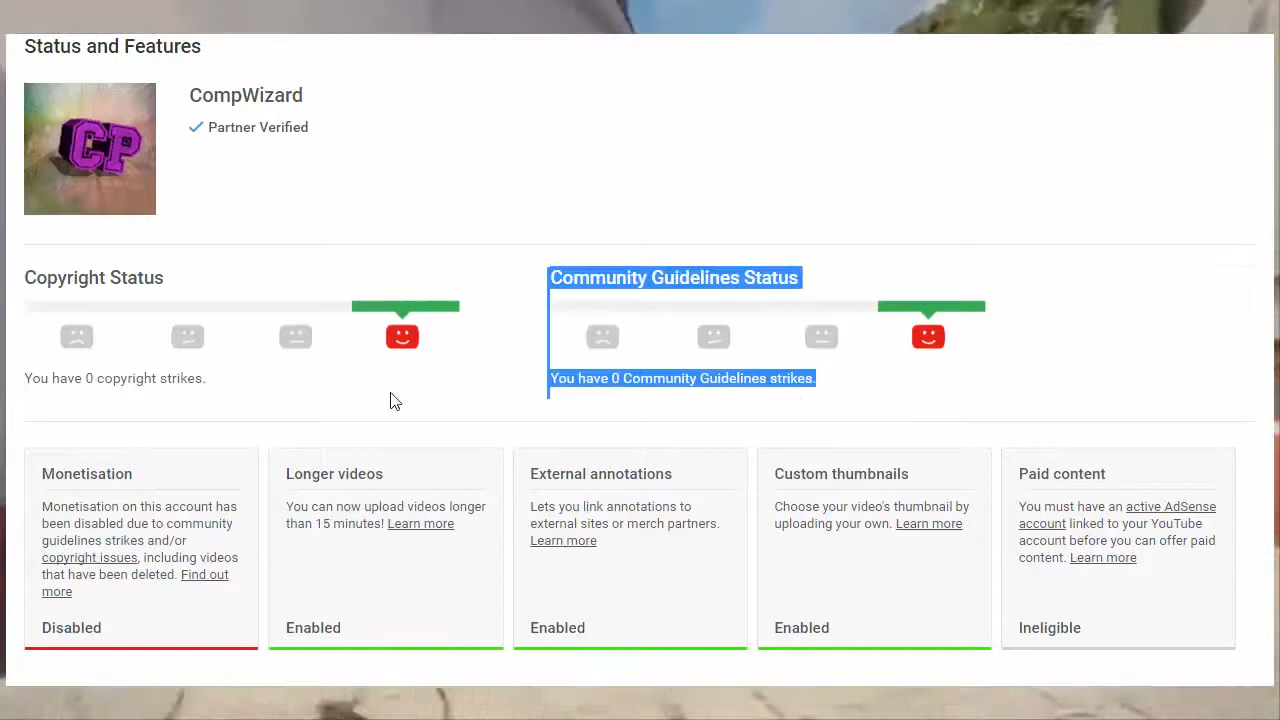 Status and Features
CP
CompWizard
Partner Verified
Copyright Status
You have 0 copyright strikes.
Community Guidelines Status
You have 0 Community Guidelines strikes.
Monetisation
Monetisation on this account has
been disabled due to community
guidelines strikes and/or
copyright issues, including videos
that have been deleted. Find out
more
Disabled
Longer videos
You can now upload videos longer
than 15 minutes! Learn more
Enabled
External annotations
Lets you link annotations to
external sites or merch partners.
Learn more
Enabled
Custom thumbnails
Choose your video's thumbnail by
uploading your own. Learn more
Enabled
Paid content
You must have an active AdSense
account linked to your YouTube
account before you can offer paid
content. Learn more
Ineligible